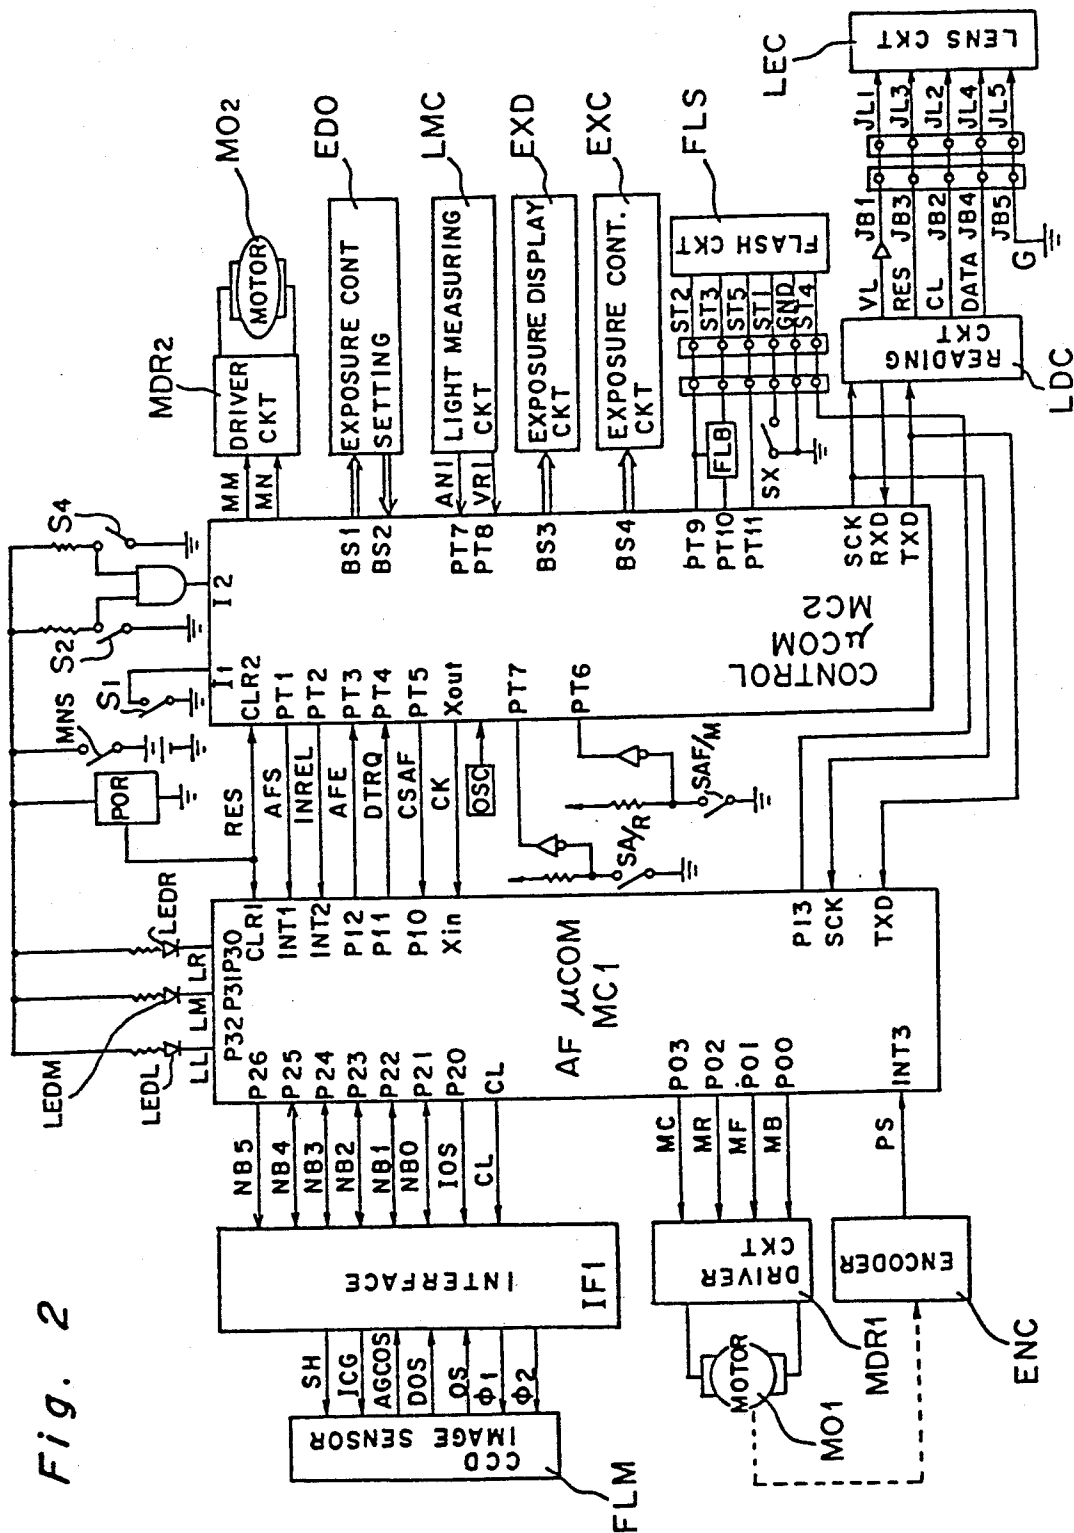 Fig. 2
CCD IMAGE SENSOR
FLM
SH
ICG
AGCOS
DOS
OS
Φ1
Φ2
INTERFACE
IF1
NB5
NB4
NB3
NB2
NB1
NB0
IOS
CL
MOTOR
MO1
DRIVER CKT
MDR1
ENCODER
ENC
MC
MR
MF
MB
PS
LEDM
LEDL
LEDR
LL
LM
LR
P32
P31
P30
P26
P25
P24
P23
P22
P21
P20
CL
AF μCOM
MC1
P03
P02
P01
P00
INT3
CLR1
INT1
INT2
P12
P11
P10
Xin
PI3
SCK
TXD
POR
MNS
S1
S2
S4
RES
AFS
INREL
AFE
DTRQ
CSAF
CK
OSC
SA/R
SAF/M
I1
I2
CLR2
PT1
PT2
PT3
PT4
PT5
Xout
PT7
PT6
CONTROL
μCOM
MC2
BS1
BS2
PT7
PT8
BS3
BS4
PT9
PT10
PT11
SCK
RXD
TXD
MM
MN
DRIVER CKT
MDR2
MOTOR
MO2
EXPOSURE CONT SETTING
EDO
AN1
VR1
LIGHT MEASURING CKT
LMC
EXPOSURE DISPLAY CKT
EXD
EXPOSURE CONT. CKT
EXC
FLB
SX
ST2
ST3
ST5
ST1
GND
ST4
FLASH CKT
FLS
READING CKT
LDC
VL
RES
CL
DATA
G
JB1
JB3
JB2
JB4
JB5
JL1
JL3
JL2
JL4
JL5
LENS CKT
LEC